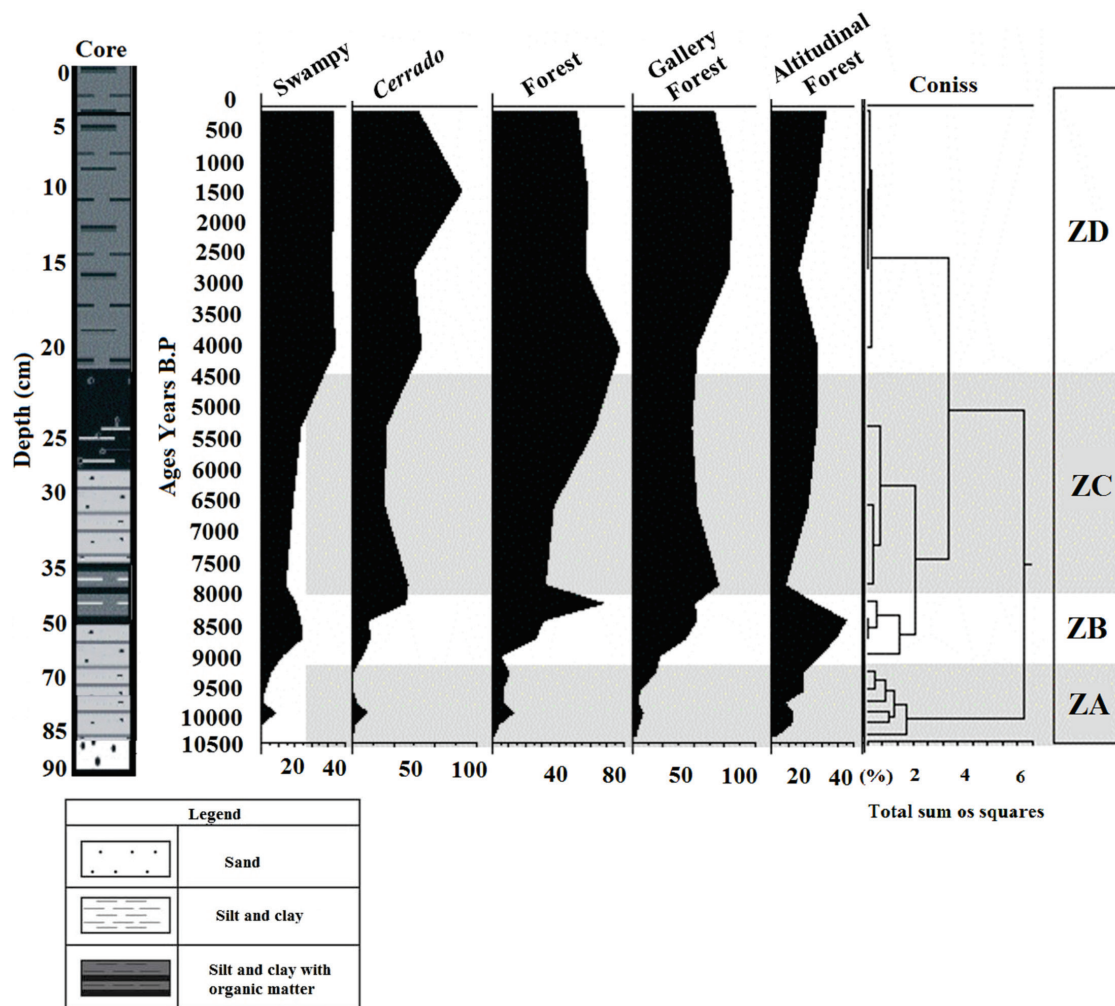 Core
Swampy
Cerrado
Forest
Gallery
Forest
Altitudinal
Forest
Coniss
Depth (cm)
0
5
10
15
20
25
30
35
50
70
85
90
Ages Years B.P
0
500
1000
1500
2000
2500
3000
3500
4000
4500
5000
5500
6000
6500
7000
7500
8000
8500
9000
9500
10000
10500
ZD
ZC
ZB
ZA
20 40 50 100 40 80 50 100 20 40 (%) 2 4 6
Total sum os squares
Legend
Sand
Silt and clay
Silt and clay with
organic matter